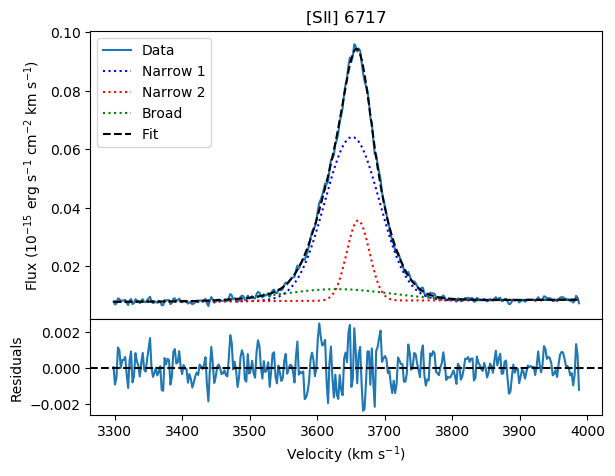 [SII] 6717
Flux (10⁻¹⁵ erg s⁻¹ cm⁻² km s⁻¹)
0.10
0.08
0.06
0.04
0.02
Data
Narrow 1
Narrow 2
Broad
Fit
Residuals
0.002
0.000
−0.002
3300
3400
3500
3600
3700
3800
3900
4000
Velocity (km s⁻¹)